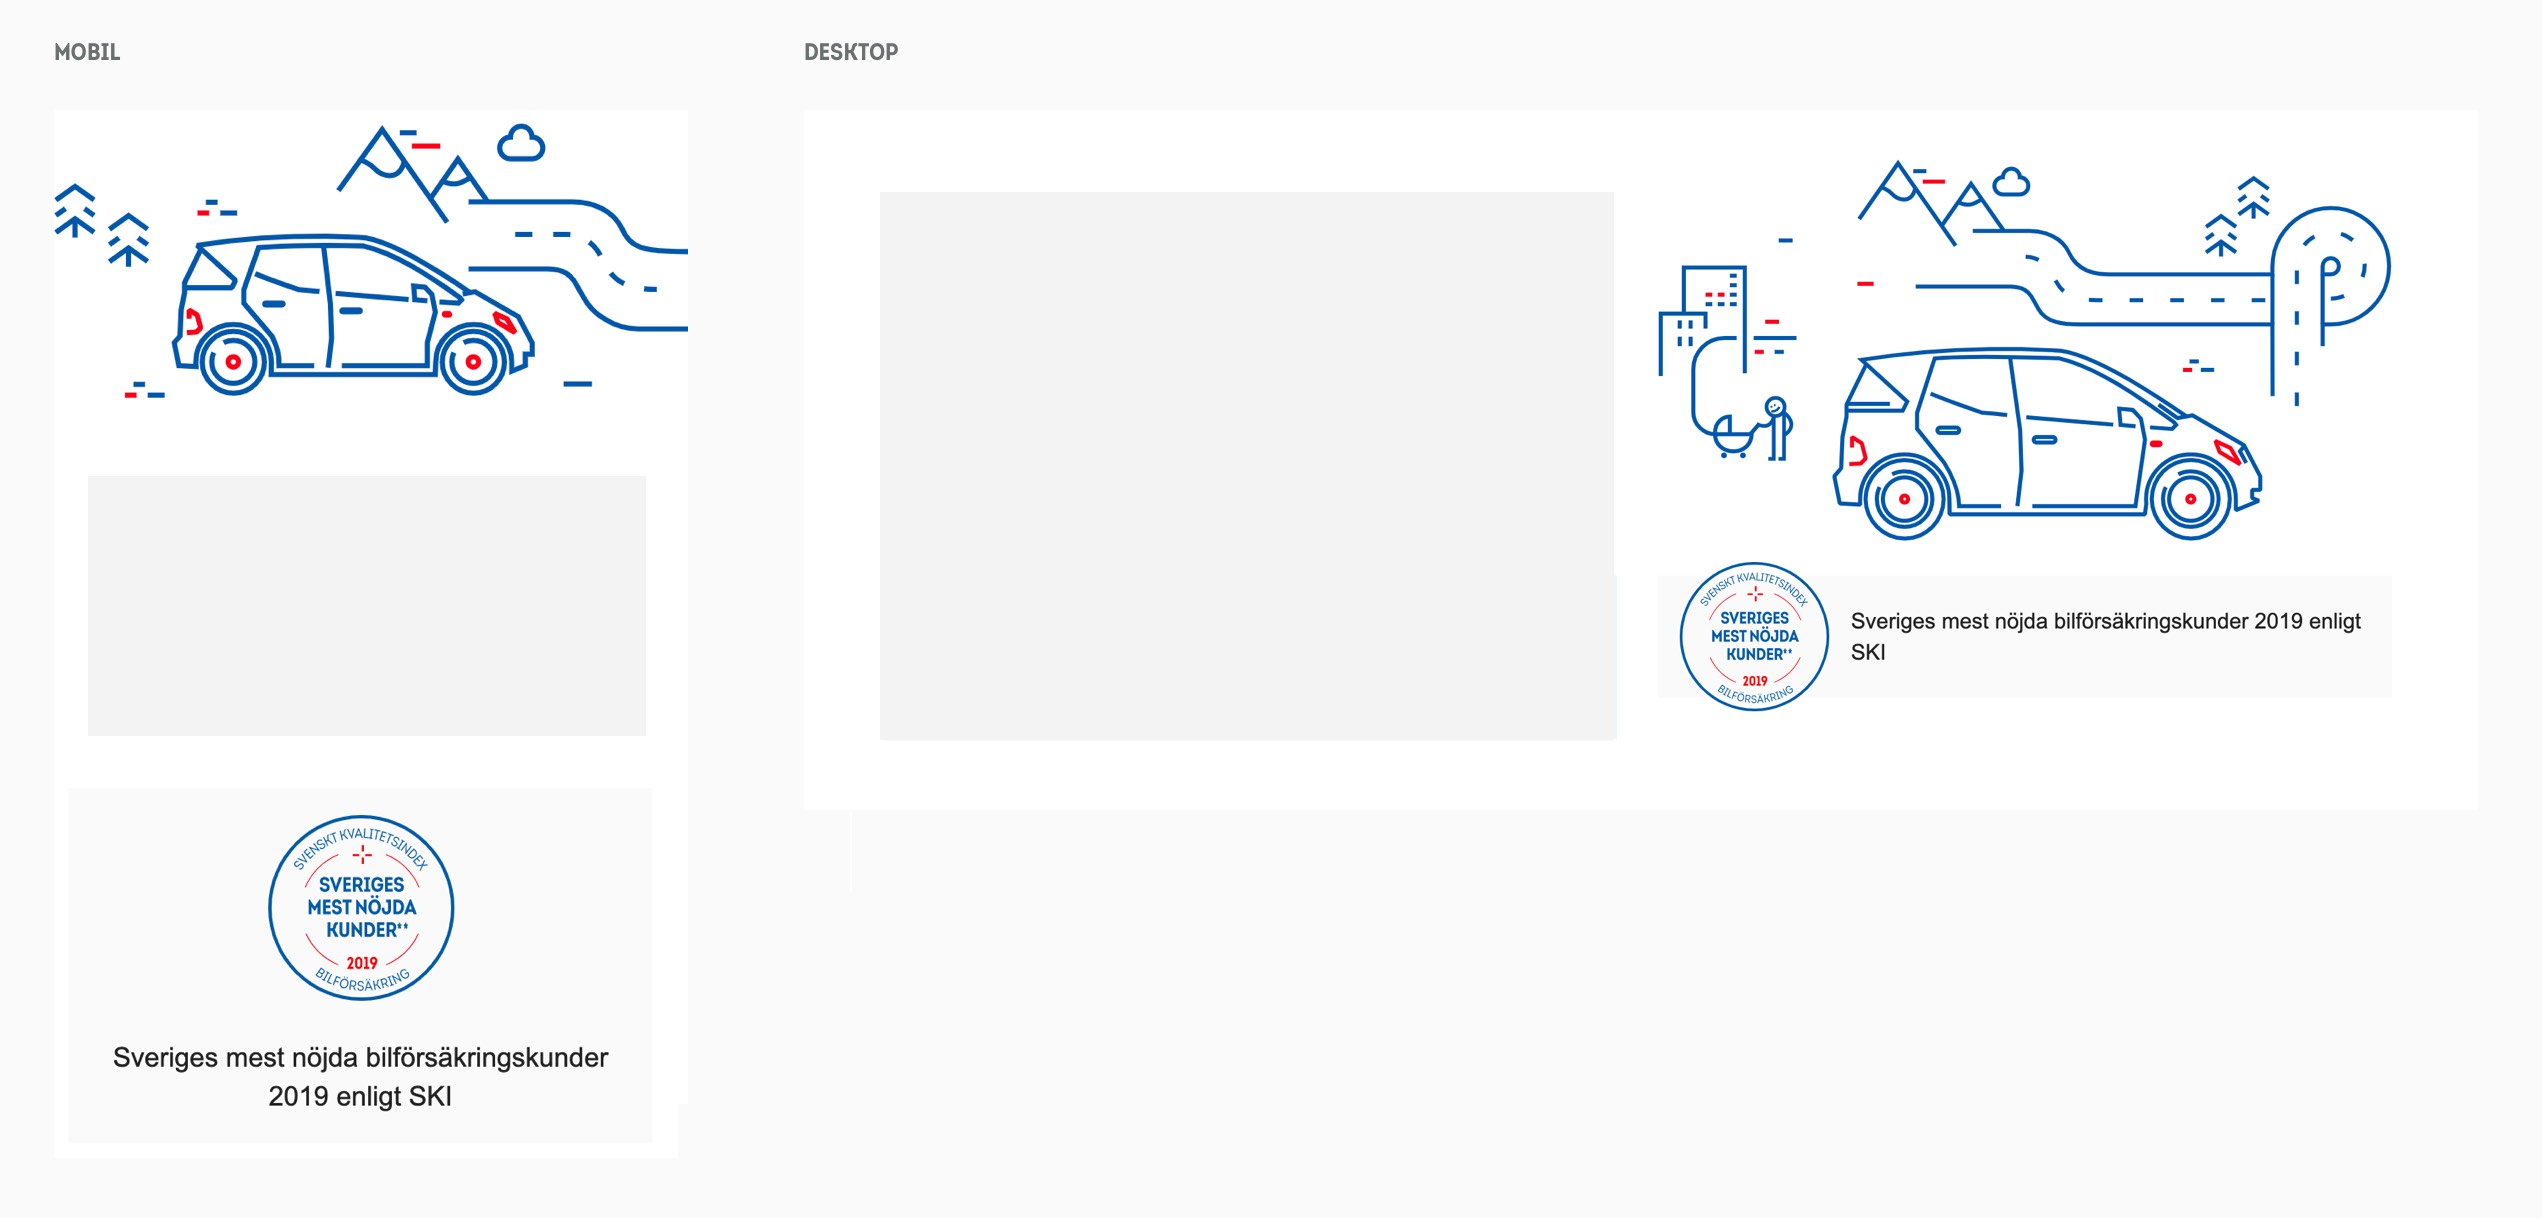 MOBIL
SVENSKT KVALITETSINDEX
SVERIGES
MEST NÖJDA
KUNDER**
2019
BILFÖRSÄKRING
Sveriges mest nöjda bilförsäkringskunder
2019 enligt SKI
DESKTOP
SVENSKT KVALITETSINDEX
SVERIGES
MEST NÖJDA
KUNDER**
2019
BILFÖRSÄKRING
Sveriges mest nöjda bilförsäkringskunder 2019 enligt
SKI